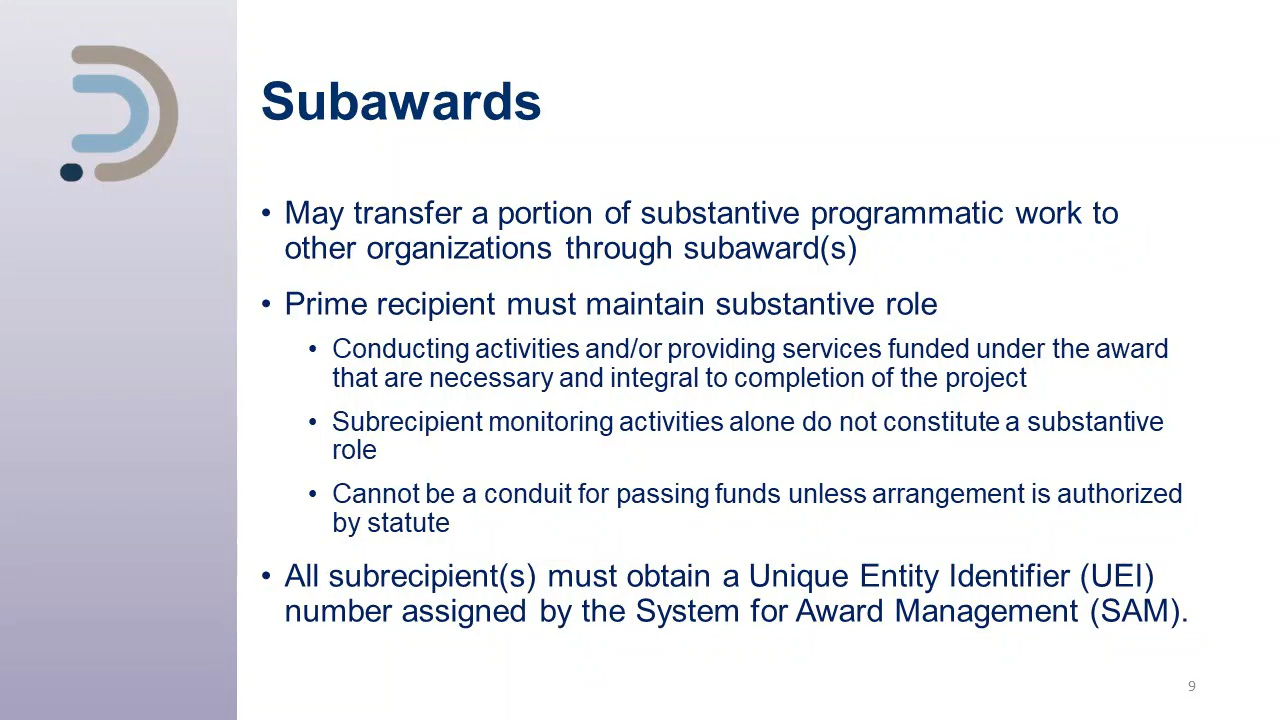 Subawards
• May transfer a portion of substantive programmatic work to
other organizations through subaward(s)
• Prime recipient must maintain substantive role
• Conducting activities and/or providing services funded under the award
that are necessary and integral to completion of the project
• Subrecipient monitoring activities alone do not constitute a substantive
role
• Cannot be a conduit for passing funds unless arrangement is authorized
by statute
• All subrecipient(s) must obtain a Unique Entity Identifier (UEI)
number assigned by the System for Award Management (SAM).
9